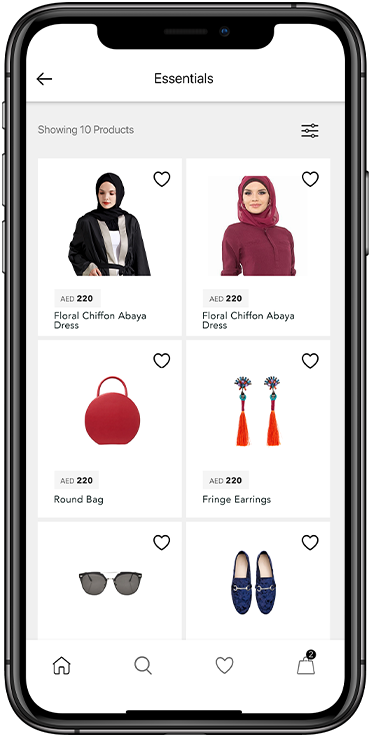 Essentials
Showing 10 Products
AED 220
Floral Chiffon Abaya
Dress
AED 220
Floral Chiffon Abaya
Dress
AED 220
Round Bag
AED 220
Fringe Earrings
2